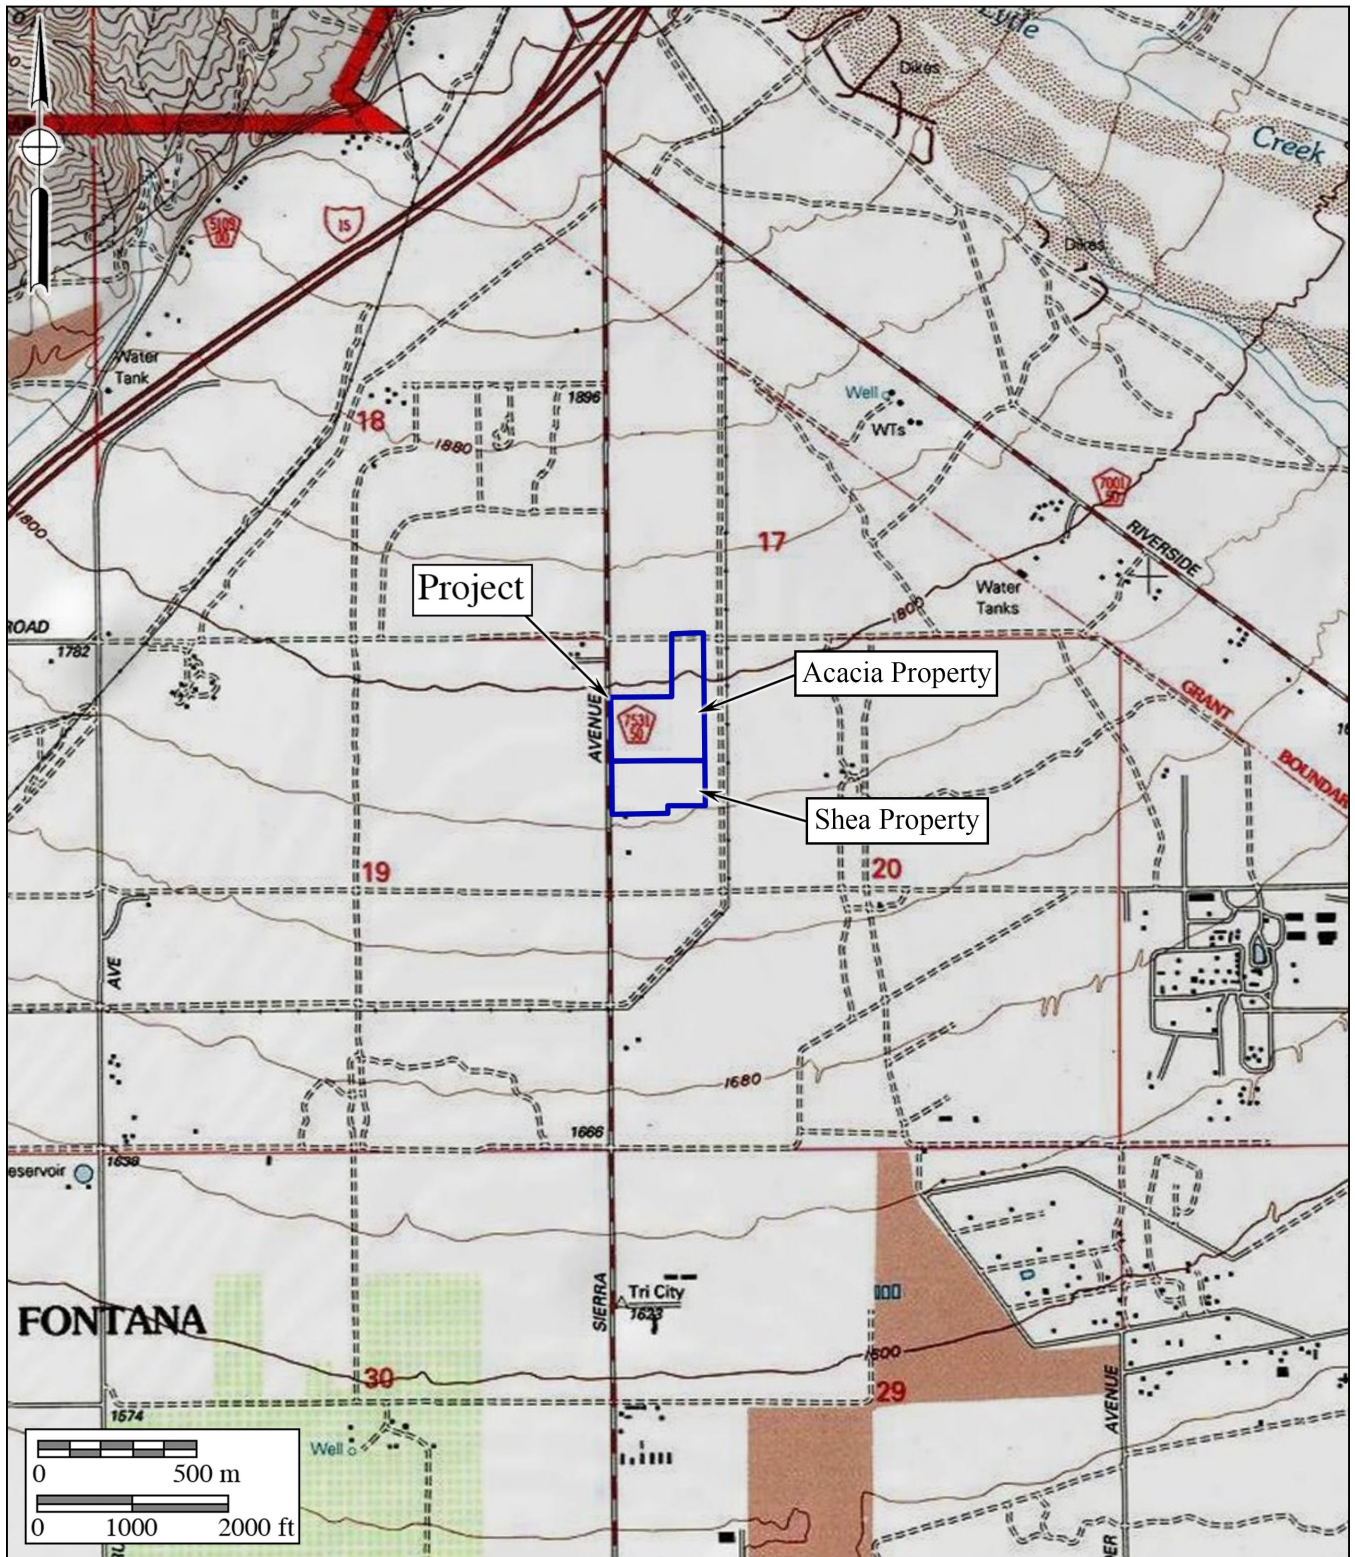 Lytle
Dikes
Creek
5109
00
15
Dikes
Water
Tank
1896
Well
18
WTs
1880
7001
50
1800
17
RIVERSIDE
Project
Water
Tanks
1800
ROAD
1782
Acacia Property
GRANT
7531
50
AVENUE
BOUNDAR
Shea Property
19
20
AVE
1680
1666
1638
eservoir
SIERRA
Tri City
1623
FONTANA
1600
30
29
1574
AVENUE
Well
0 500 m
0 1000 2000 ft